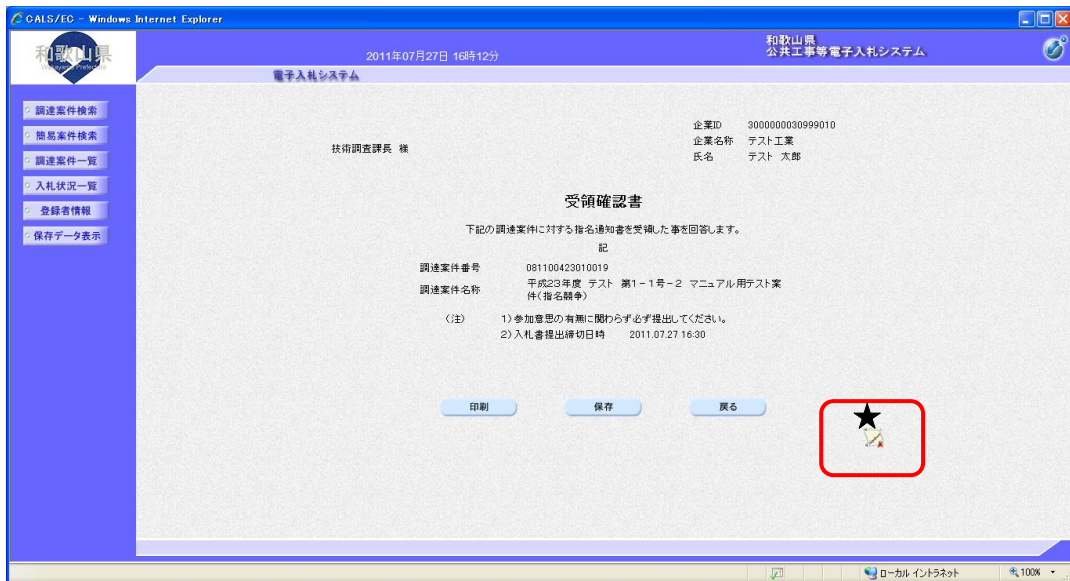 CALS/EC - Windows Internet Explorer
和歌山県
Wakayama Prefecture
2011年07月27日 16時12分
和歌山県
公共工事等電子入札システム
電子入札システム
調達案件検索
簡易案件検索
調達案件一覧
入札状況一覧
登録者情報
保存データ表示
企業ID 3000000030999010
企業名称 テスト工業
氏名 テスト 太郎
技術調査課長 様
受領確認書
下記の調達案件に対する指名通知書を受領した事を回答します。
記
調達案件番号 081100423010019
調達案件名称 平成23年度 テスト 第1-1号-2 マニュアル用テスト案
件(指名競争)
(注) 1)参加意思の有無に関わらず必ず提出してください。
2)入札書提出締切日時 2011.07.27 16:30
印刷
保存
戻る
ローカル イントラネット
100%